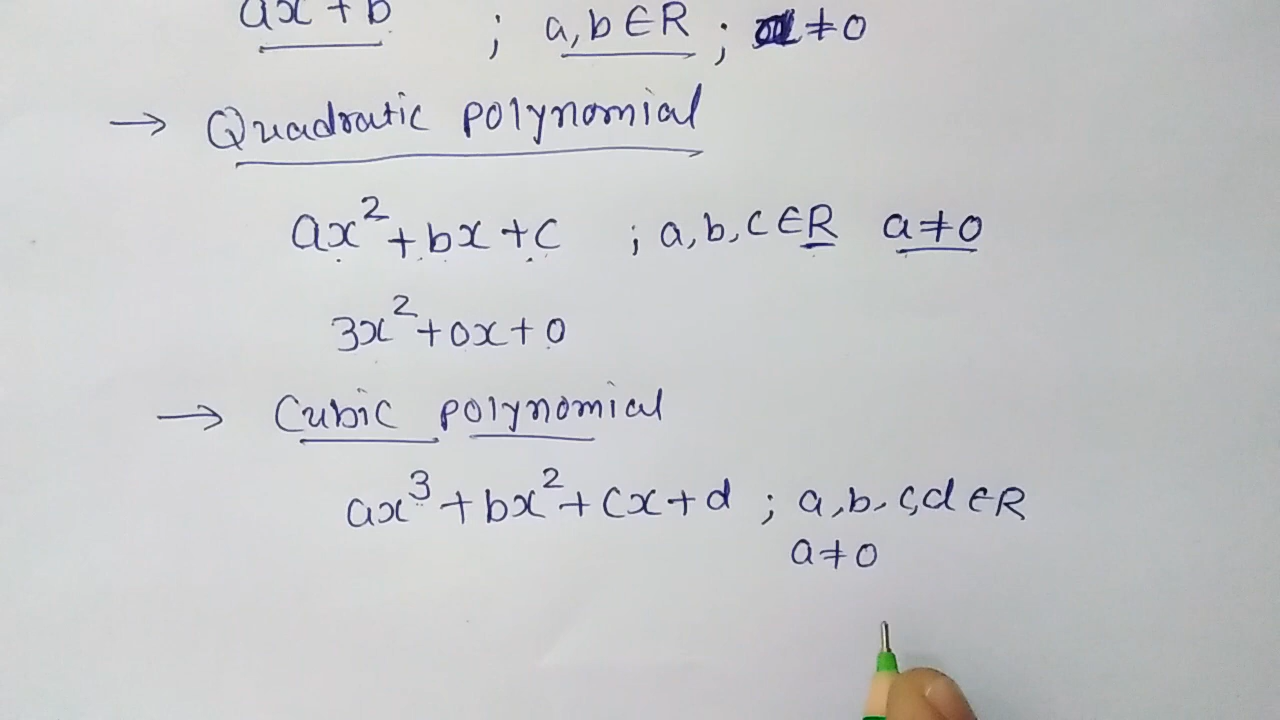 ax + b ; a, b ∈ R ; ≠ 0
→ Quadratic polynomial
ax² + bx + c ; a, b, c ∈ R a ≠ 0
3x² + 0x + 0
→ Cubic polynomial
ax³ + bx² + cx + d ; a, b, c, d ∈ R
a ≠ 0